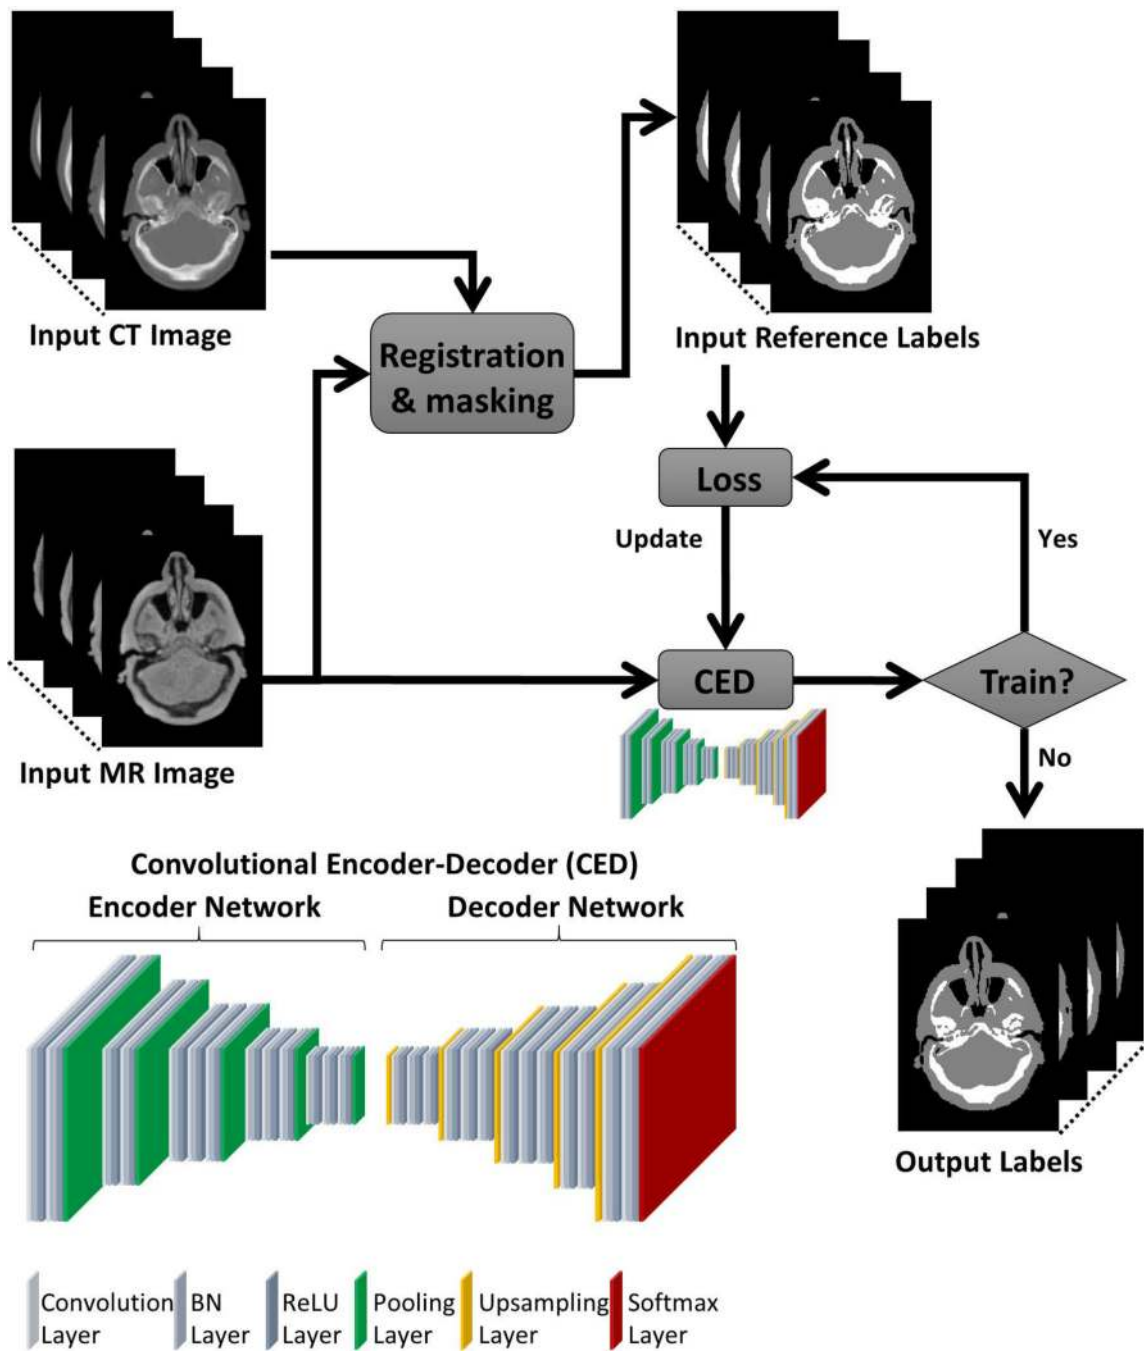 Input CT Image
Registration
& masking
Input Reference Labels
Loss
Update
Yes
CED
Train?
No
Input MR Image
Convolutional Encoder-Decoder (CED)
Encoder Network
Decoder Network
Output Labels
Convolution
Layer
BN
Layer
ReLU
Layer
Pooling
Layer
Upsampling
Layer
Softmax
Layer